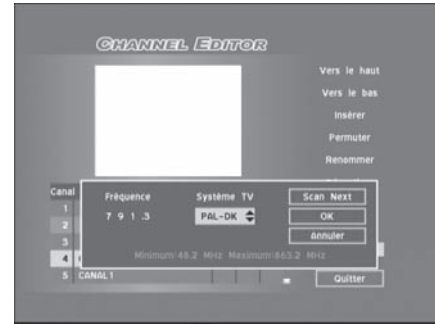 CHANNEL EDITOR
Vers le haut
Vers le bas
Insérer
Permuter
Renommer
Canal
Fréquence
Système TV
Scan Next
1
7 9 1 .3
PAL-DK
OK
2
Annuler
3
Minimum:48.2 MHz Maximum:863.2 MHz
4
5 CANAL1
Quitter